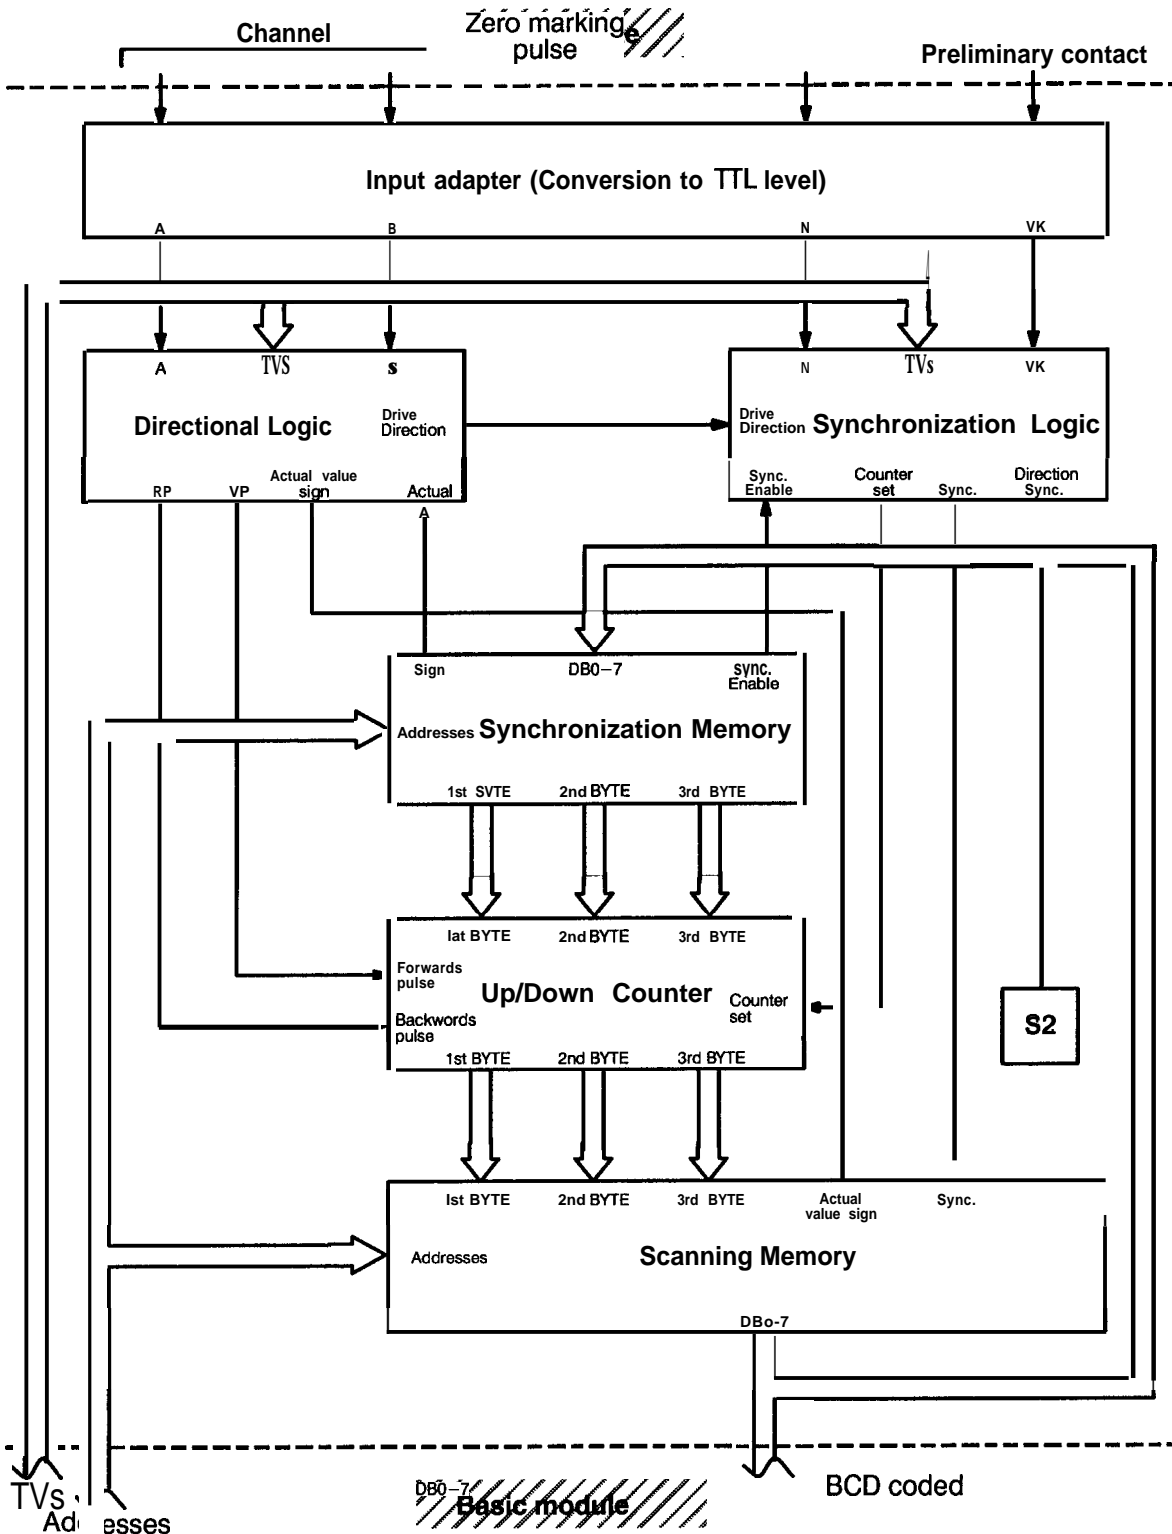 Channel
Zero marking
pulse
e
Preliminary contact
Input adapter (Conversion to TTL level)
A B N VK
A TVS s
N TVs VK
Directional Logic
Drive
Direction
Drive
Direction
Synchronization Logic
RP VP
Actual value
sign
Actual
A
Sync.
Enable
Counter
set
Sync.
Direction
Sync.
Sign
DB0–7
sync.
Enable
Addresses
Synchronization Memory
1st SVTE 2nd BYTE 3rd BYTE
Iat BYTE 2nd BYTE 3rd BYTE
Forwards
pulse
Up/Down Counter
Counter
set
Backwords
pulse
1st BYTE 2nd BYTE 3rd BYTE
S2
Ist BYTE 2nd BYTE 3rd BYTE
Actual
value sign
Sync.
Addresses
Scanning Memory
DBo-7
TVs
Ad esses
DB0–7
Basic module
BCD coded